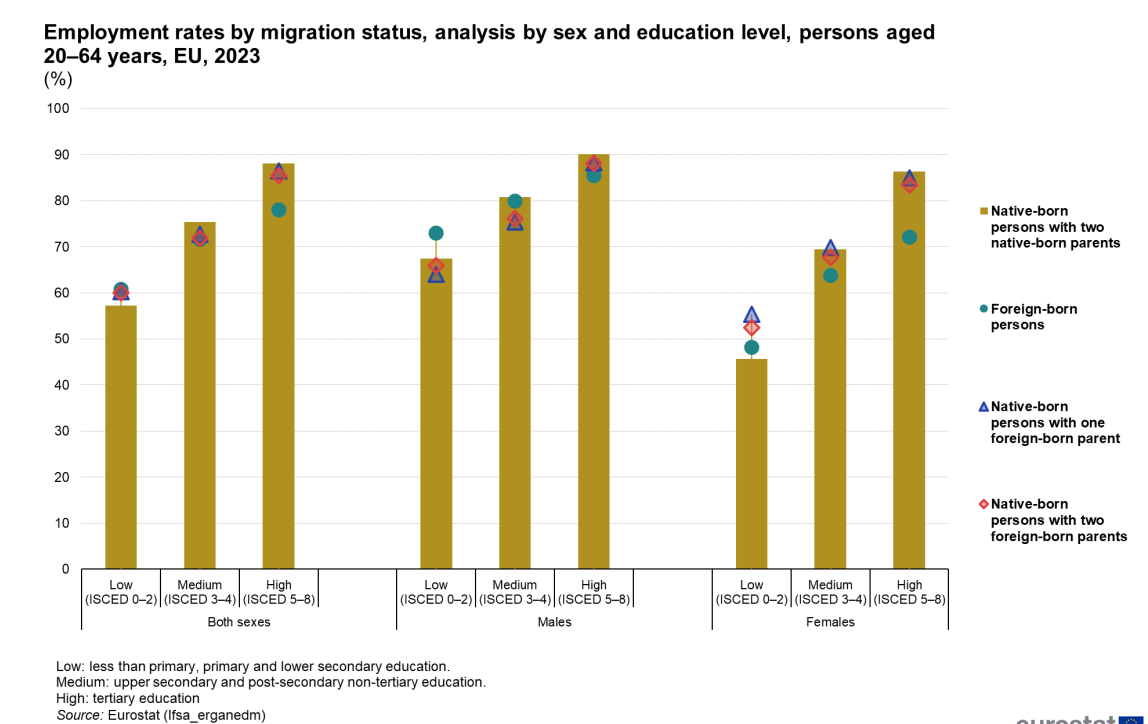 Employment rates by migration status, analysis by sex and education level, persons aged
20–64 years, EU, 2023
(%)
100
90
80
70
60
50
40
30
20
10
0
Native-born
persons with two
native-born parents
Foreign-born
persons
Native-born
persons with one
foreign-born parent
Native-born
persons with two
foreign-born parents
Low Medium High Low Medium High Low Medium High
(ISCED 0–2) (ISCED 3–4) (ISCED 5–8) (ISCED 0–2) (ISCED 3–4) (ISCED 5–8) (ISCED 0–2) (ISCED 3–4) (ISCED 5–8)
Both sexes Males Females
Low: less than primary, primary and lower secondary education.
Medium: upper secondary and post-secondary non-tertiary education.
High: tertiary education
Source: Eurostat (lfsa_erganedm)
eurostat